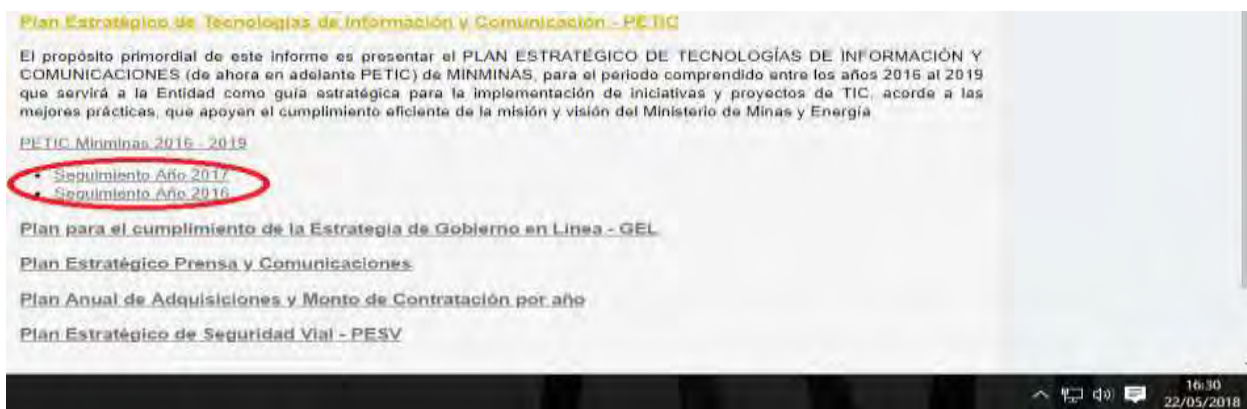 Plan Estratégico de Tecnologías de Información y Comunicación - PETIC
El propósito primordial de este informe es presentar el PLAN ESTRATÉGICO DE TECNOLOGÍAS DE INFORMACIÓN Y
COMUNICACIONES (de ahora en adelante PETIC) de MINMINAS, para el periodo comprendido entre los años 2016 al 2019
que servirá a la Entidad como guía estratégica para la implementación de iniciativas y proyectos de TIC, acorde a las
mejores prácticas, que apoyen el cumplimiento eficiente de la misión y visión del Ministerio de Minas y Energía
PETIC Minminas 2016 - 2019
• Seguimiento Año 2017
• Seguimiento Año 2016
Plan para el cumplimiento de la Estrategia de Gobierno en Línea - GEL
Plan Estratégico Prensa y Comunicaciones
Plan Anual de Adquisiciones y Monto de Contratación por año
Plan Estratégico de Seguridad Vial - PESV
16:30
22/05/2018